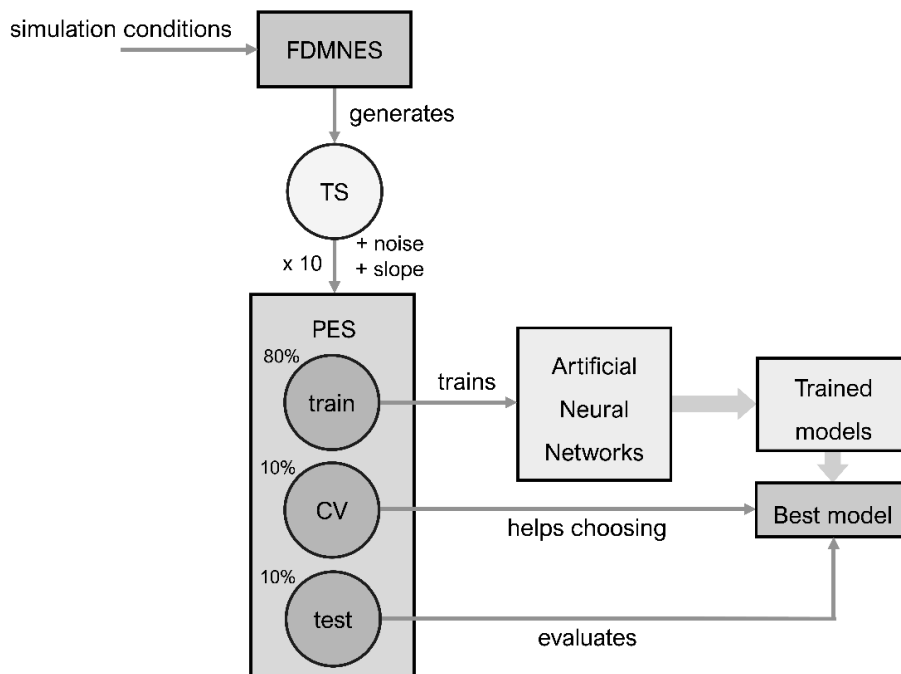 simulation conditions
FDMNES
generates
TS
x 10
+ noise
+ slope
PES
80%
train
trains
Artificial
Neural
Networks
Trained
models
10%
CV
helps choosing
Best model
10%
test
evaluates